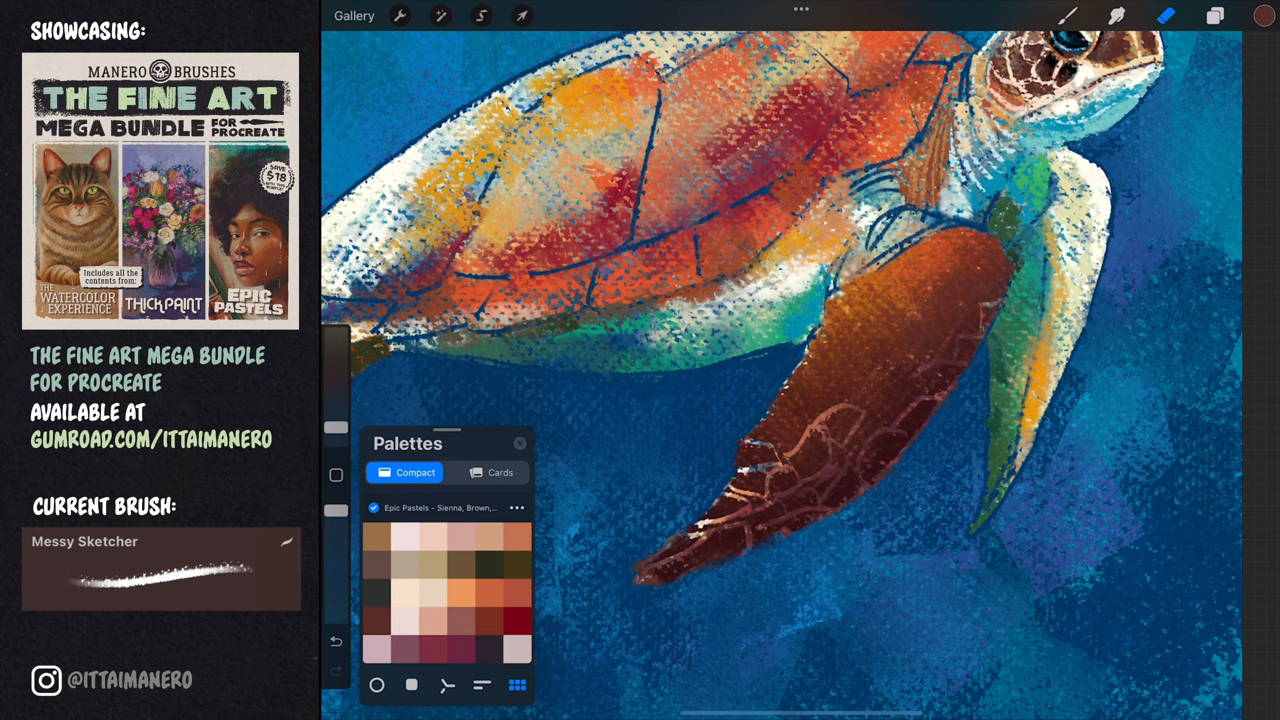 SHOWCASING:
MANERO BRUSHES
THE FINE ART
MEGA BUNDLE FOR PROCREATE
SAVE $78
Includes all the contents from:
THE WATERCOLOR EXPERIENCE
THICK PAINT
EPIC PASTELS
THE FINE ART MEGA BUNDLE
FOR PROCREATE
AVAILABLE AT
GUMROAD.COM/ITTAIMANERO
CURRENT BRUSH:
Messy Sketcher
@ITTAIMANERO
Gallery
Palettes
Compact
Cards
Epic Pastels - Sienna, Brown,...